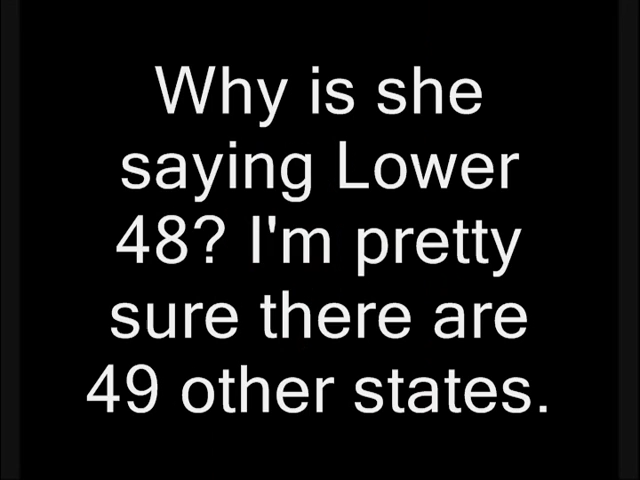 Why is she
saying Lower
48? I'm pretty
sure there are
49 other states.